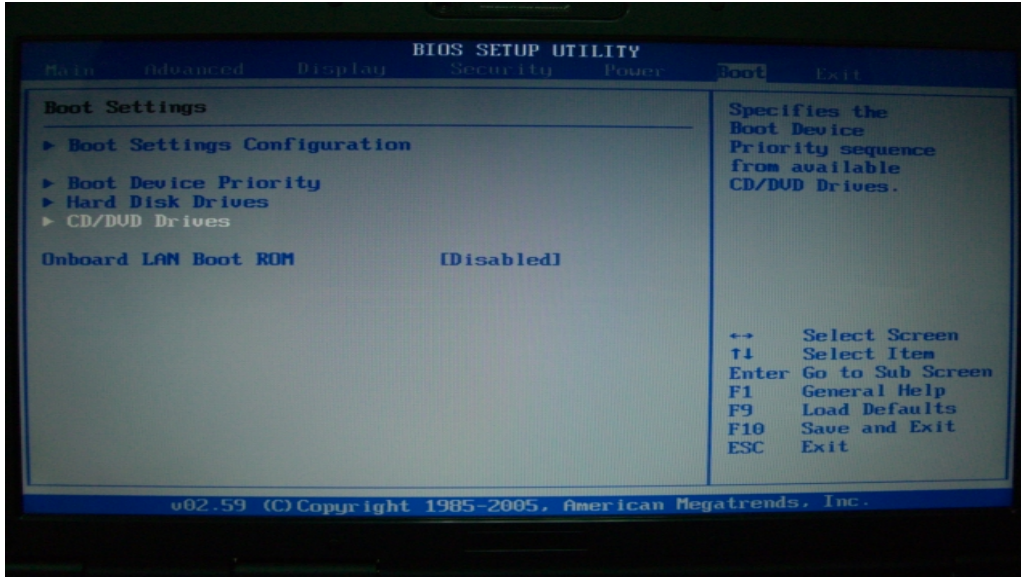 BIOS SETUP UTILITY
Main Advanced Display Security Power Boot Exit
Boot Settings
► Boot Settings Configuration
► Boot Device Priority
► Hard Disk Drives
► CD/DVD Drives
Onboard LAN Boot ROM [Disabled]
Specifies the
Boot Device
Priority sequence
from available
CD/DVD Drives.
↔ Select Screen
↑↓ Select Item
Enter Go to Sub Screen
F1 General Help
F9 Load Defaults
F10 Save and Exit
ESC Exit
v02.59 (C)Copyright 1985-2005, American Megatrends, Inc.